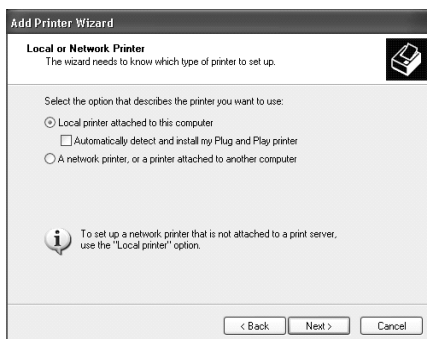 Add Printer Wizard
Local or Network Printer
The wizard needs to know which type of printer to set up.
Select the option that describes the printer you want to use:
Local printer attached to this computer
Automatically detect and install my Plug and Play printer
A network printer, or a printer attached to another computer
To set up a network printer that is not attached to a print server,
use the "Local printer" option.
< Back Next > Cancel